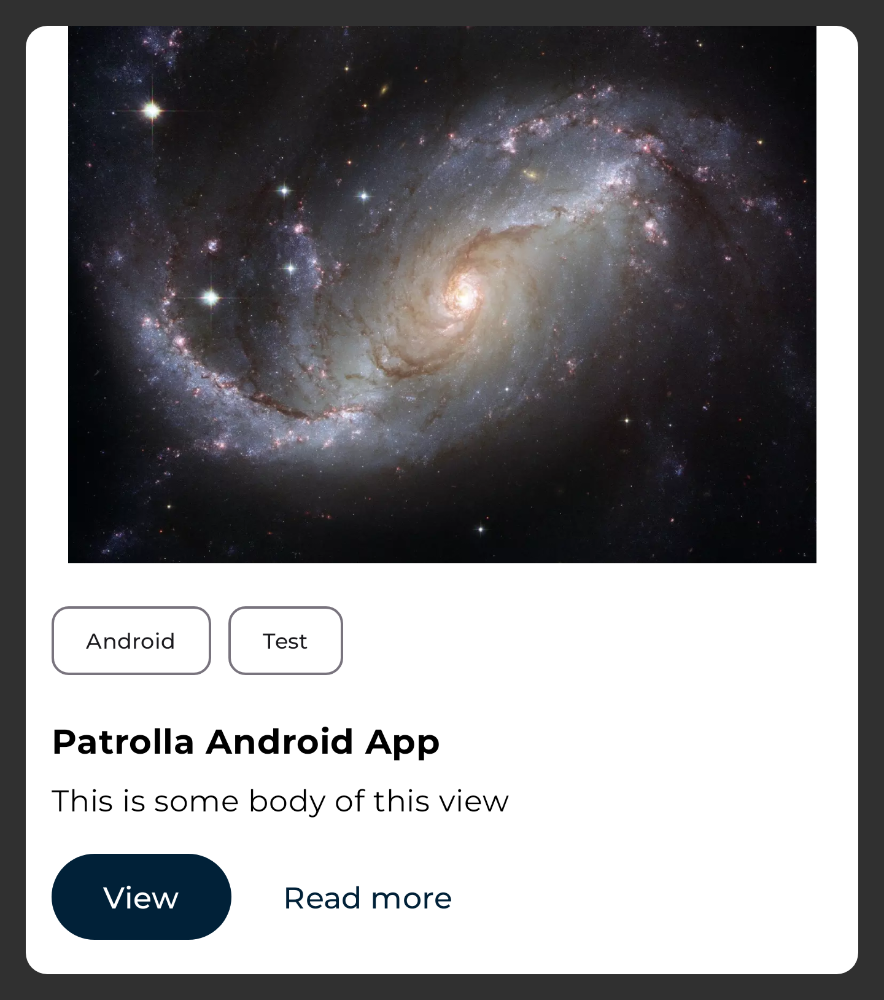 Android
Test
Patrolla Android App
This is some body of this view
View
Read more